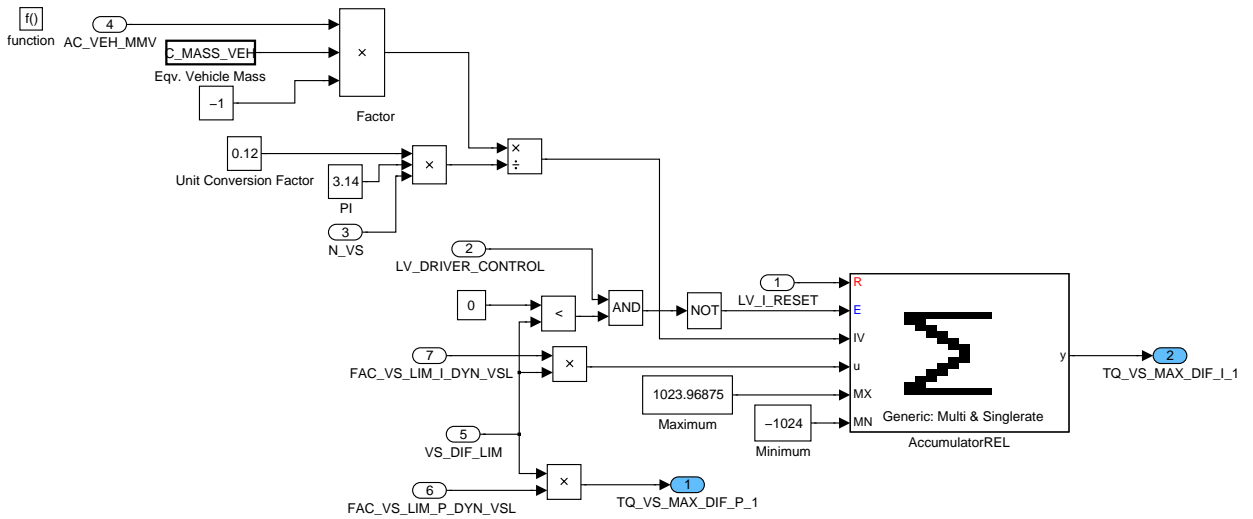 f()
function
4
AC_VEH_MMV
C_MASS_VEH
Eqv. Vehicle Mass
−1
×
Factor
0.12
Unit Conversion Factor
3.14
PI
×
3
N_VS
×
÷
2
LV_DRIVER_CONTROL
0
<
AND
NOT
1
LV_I_RESET
7
FAC_VS_LIM_I_DYN_VSL
×
1023.96875
Maximum
−1024
Minimum
R
E
IV
u
MX
MN
y
Generic: Multi & Singlerate
AccumulatorREL
2
TQ_VS_MAX_DIF_I_1
5
VS_DIF_LIM
6
FAC_VS_LIM_P_DYN_VSL
×
1
TQ_VS_MAX_DIF_P_1